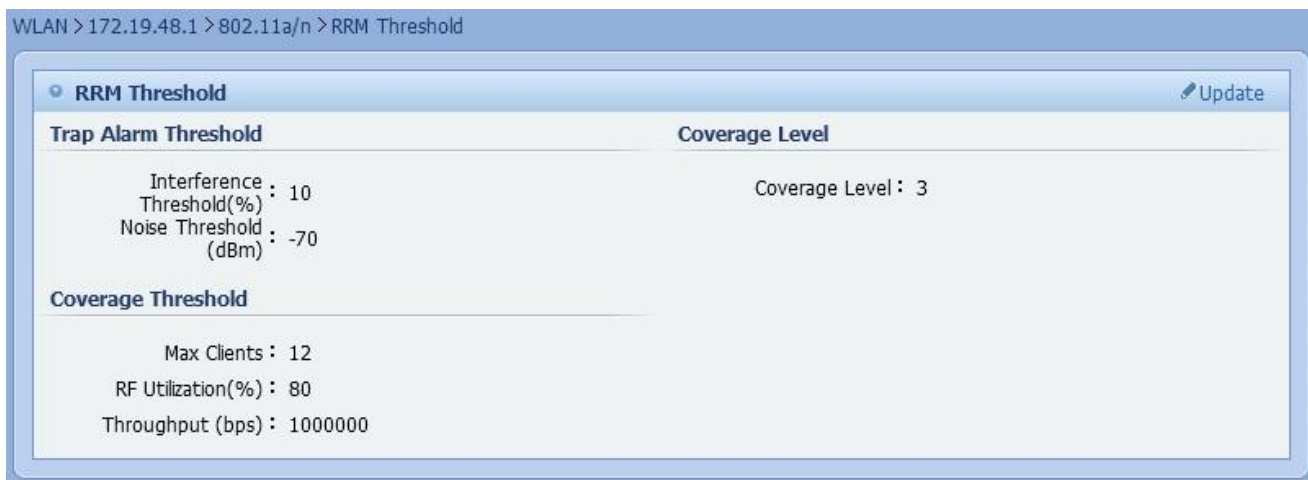 WLAN > 172.19.48.1 > 802.11a/n > RRM Threshold
RRM Threshold
Update
Trap Alarm Threshold
Interference
Threshold(%) : 10
Noise Threshold
(dBm) : -70
Coverage Threshold
Max Clients : 12
RF Utilization(%) : 80
Throughput (bps) : 1000000
Coverage Level
Coverage Level : 3